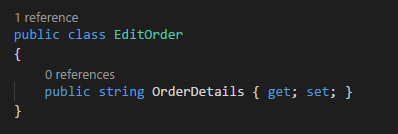 1 reference
public class EditOrder
{
0 references
public string OrderDetails { get; set; }
}